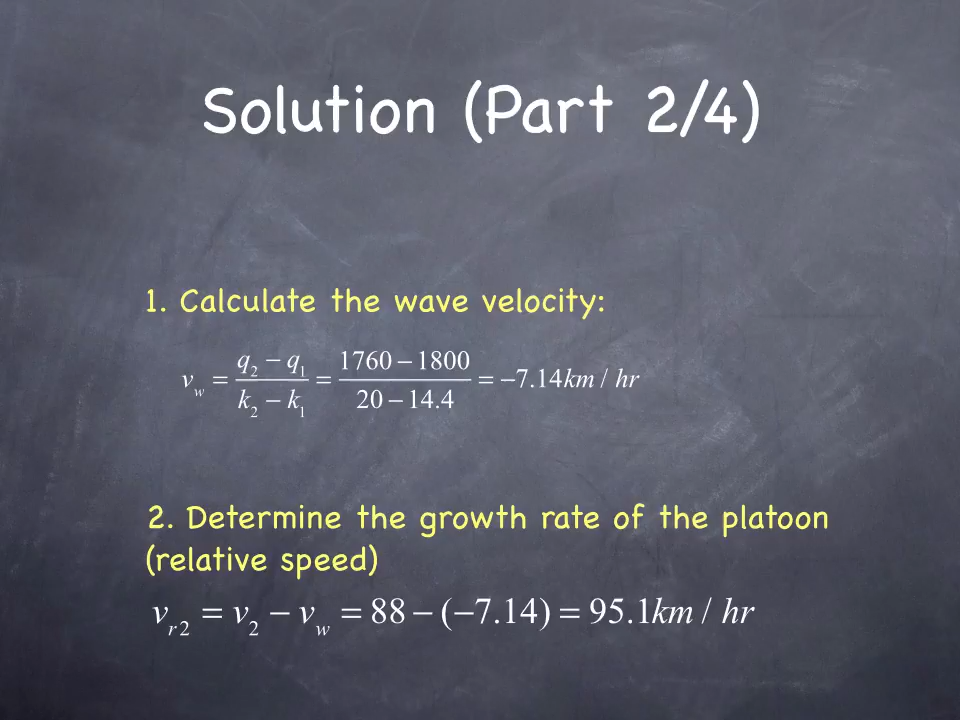 Solution (Part 2/4)
1. Calculate the wave velocity:
v_w = (q_2 − q_1)/(k_2 − k_1) = (1760 − 1800)/(20 − 14.4) = −7.14km / hr
2. Determine the growth rate of the platoon
(relative speed)
v_r2 = v_2 − v_w = 88 − (−7.14) = 95.1km / hr